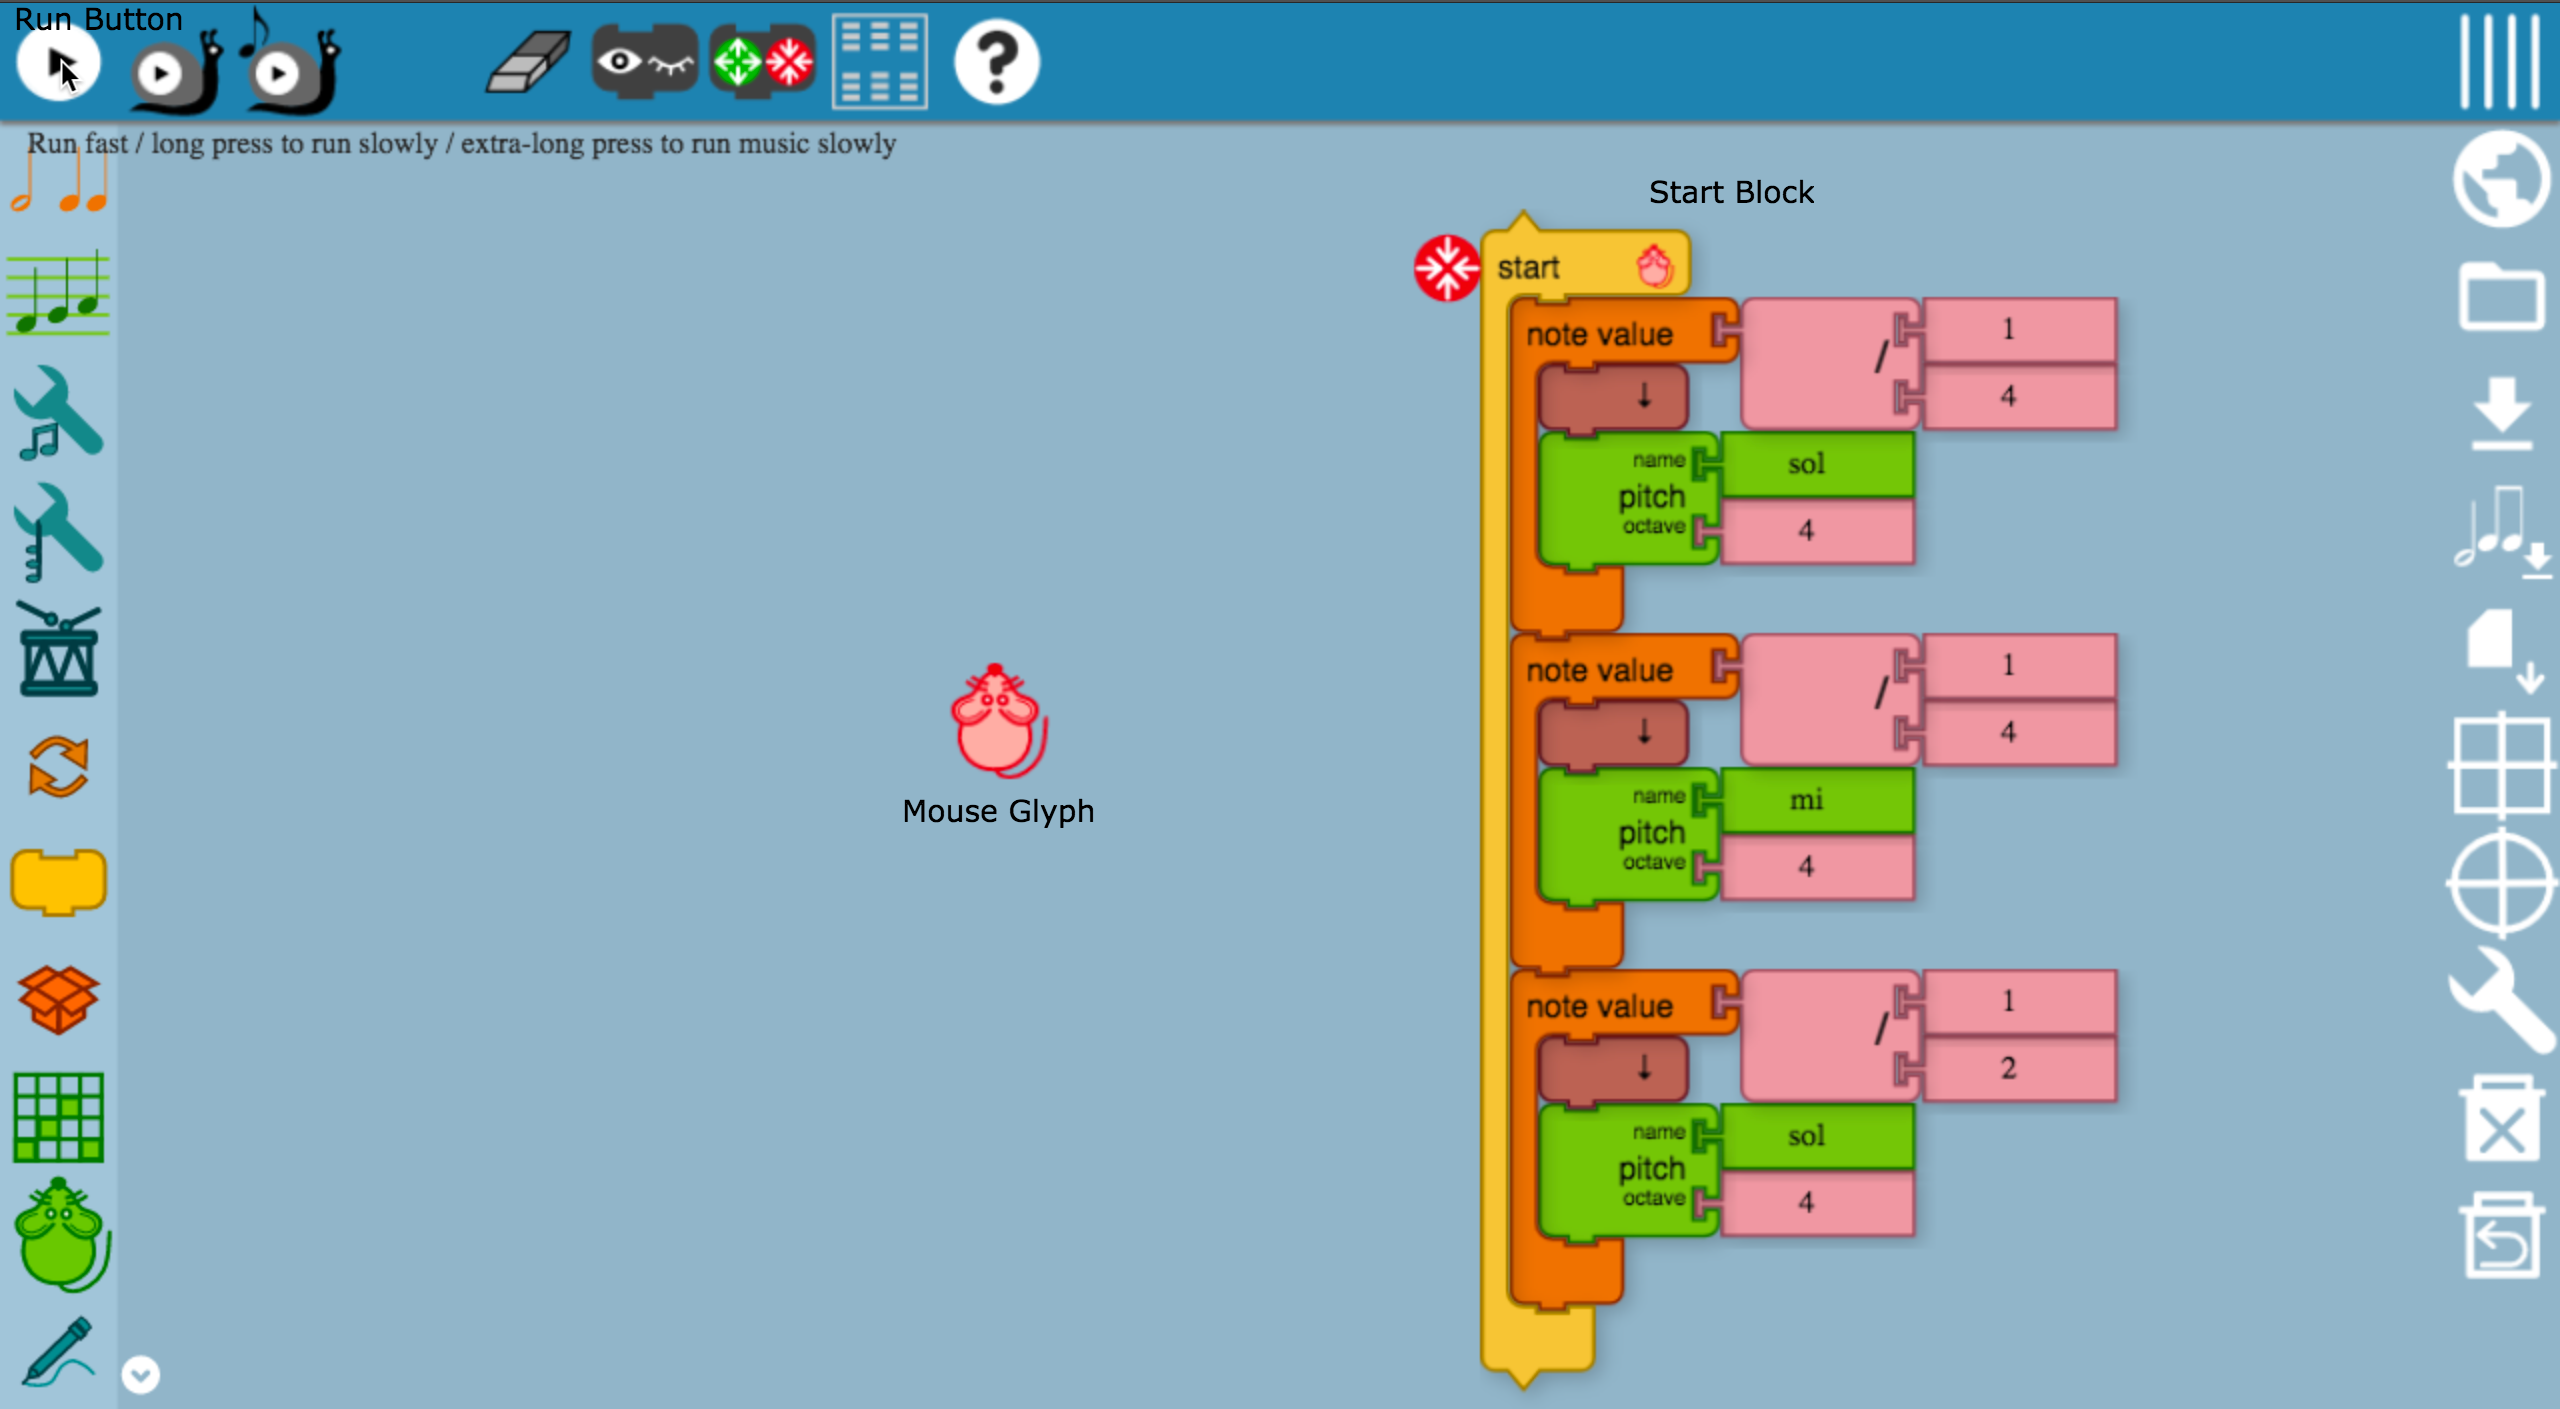 Run Button
Run fast / long press to run slowly / extra-long press to run music slowly
Start Block
start
note value / 1
4
↓
name sol
pitch
octave 4
note value / 1
4
↓
name mi
pitch
octave 4
note value / 1
2
↓
name sol
pitch
octave 4
Mouse Glyph